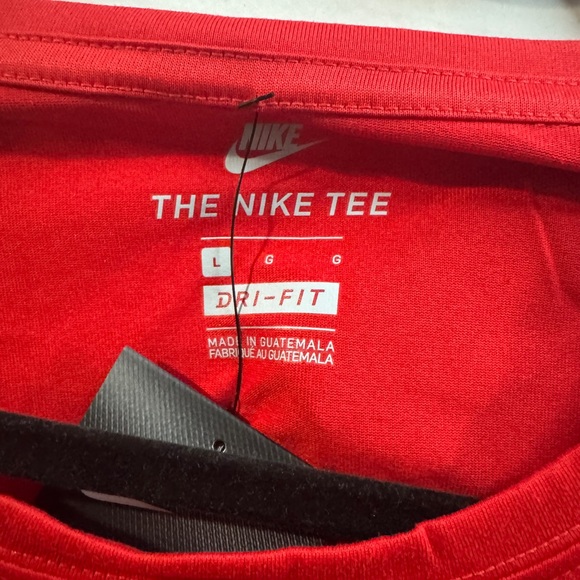 NIKE
THE NIKE TEE
L G G
DRI-FIT
MADE IN GUATEMALA
FABRIQUÉ AU GUATEMALA